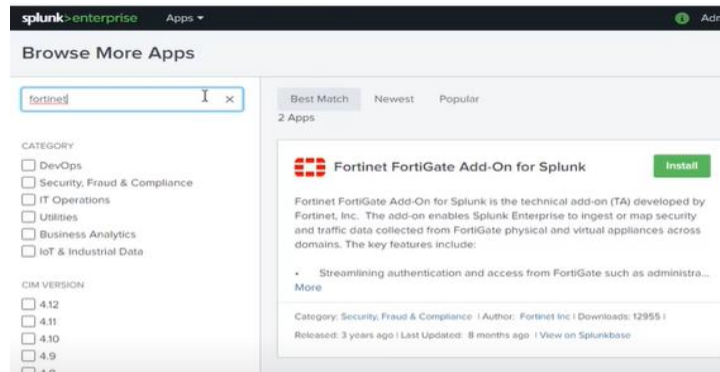 splunk>enterprise Apps
Browse More Apps
fortinet
CATEGORY
DevOps
Security, Fraud & Compliance
IT Operations
Utilities
Business Analytics
IoT & Industrial Data
CIM VERSION
4.12
4.11
4.10
4.9
Best Match Newest Popular
2 Apps
Fortinet FortiGate Add-On for Splunk Install
Fortinet FortiGate Add-On for Splunk is the technical add-on (TA) developed by
Fortinet, Inc. The add-on enables Splunk Enterprise to ingest or map security
and traffic data collected from FortiGate physical and virtual appliances across
domains. The key features include:
• Streamlining authentication and access from FortiGate such as administra...
More
Category: Security, Fraud & Compliance | Author: Fortinet Inc | Downloads: 12955 |
Released: 3 years ago | Last Updated: 8 months ago | View on Splunkbase